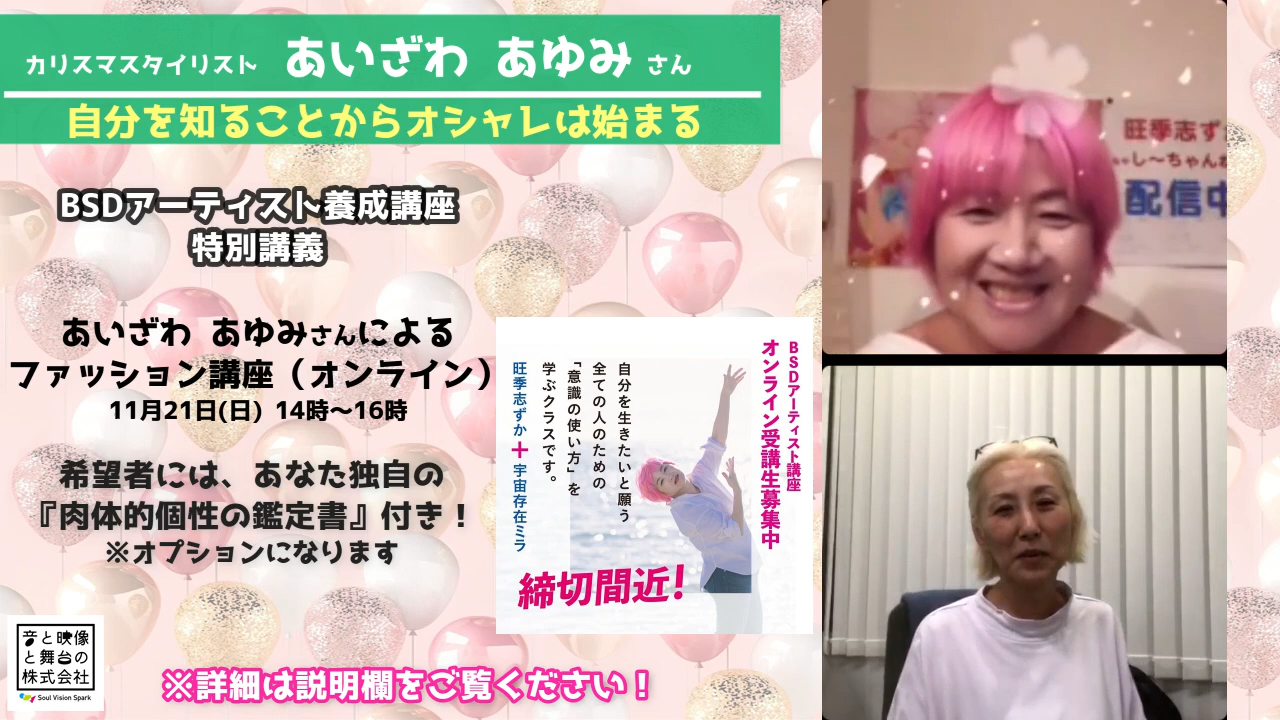 カリスマスタイリスト あいざわ あゆみ さん
自分を知ることからオシャレは始まる
BSDアーティスト養成講座
特別講義
あいざわ あゆみさんによる
ファッション講座（オンライン）
11月21日(日) 14時〜16時
希望者には、あなた独自の
『肉体的個性の鑑定書』付き！
※オプションになります
BSDアーティスト講座
オンライン受講生募集中
自分を生きたいと願う
全ての人のための
「意識の使い方」を
学ぶクラスです。
旺季志ずか＋宇宙存在ミラ
締切間近!
音と映像
と舞台の
株式会社
Soul Vision Spark
※詳細は説明欄をご覧ください！
旺季志ず
し〜ちゃん
配信中